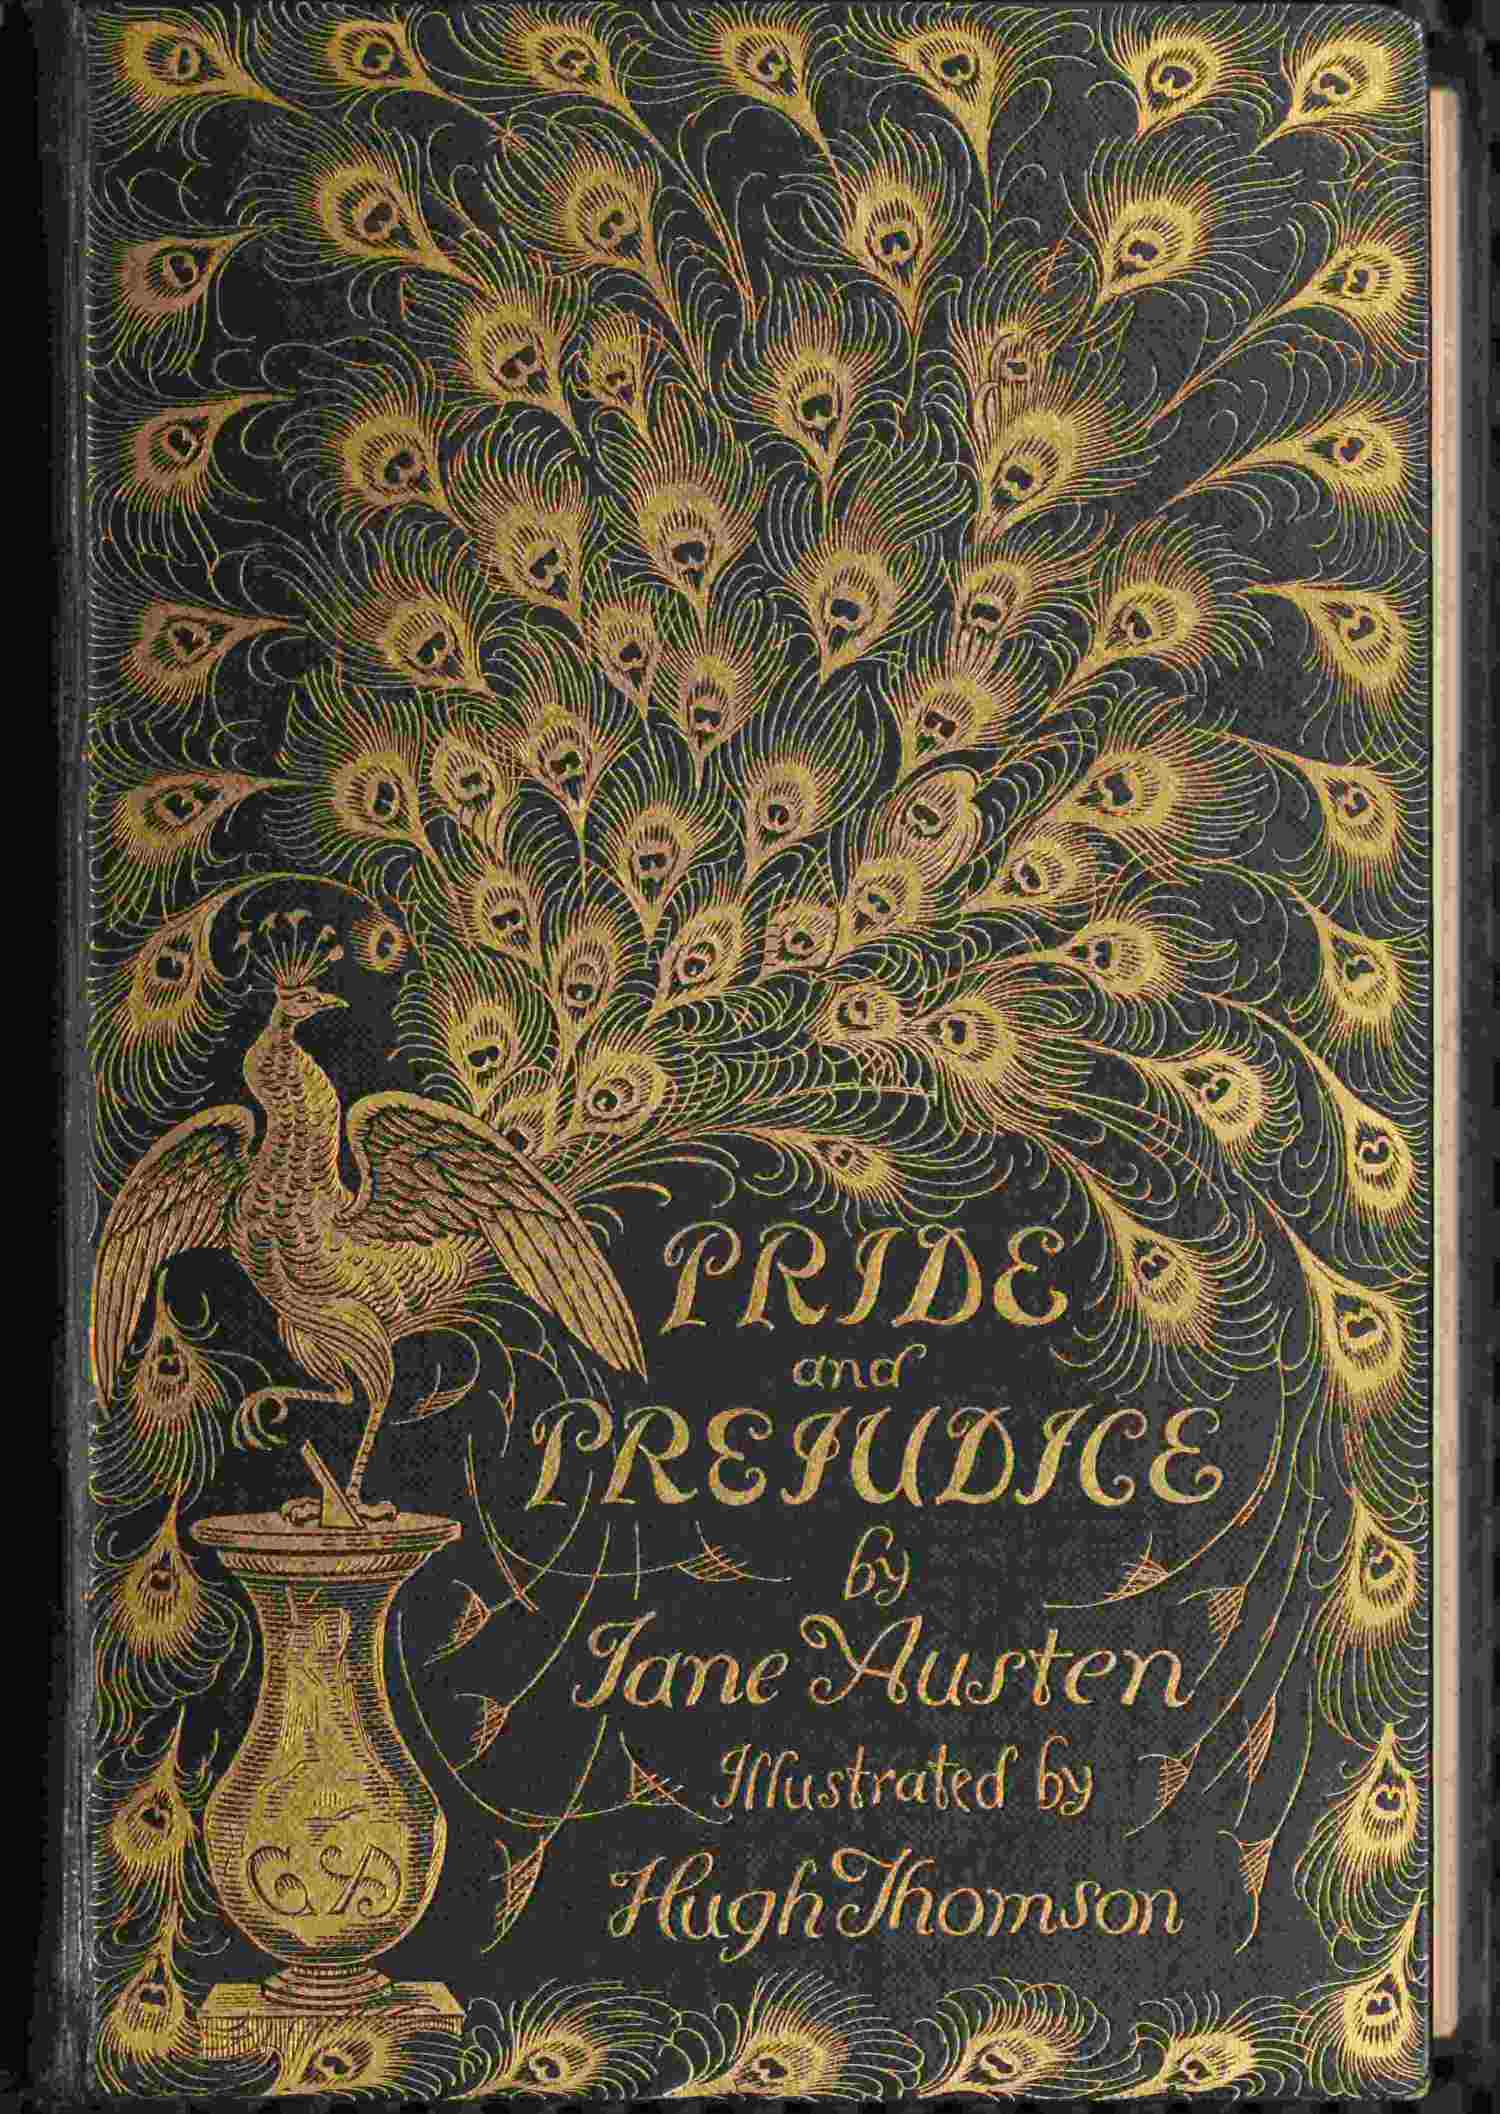 PRIDE
and
PREJUDICE
by
Jane Austen
Illustrated by
Hugh Thomson